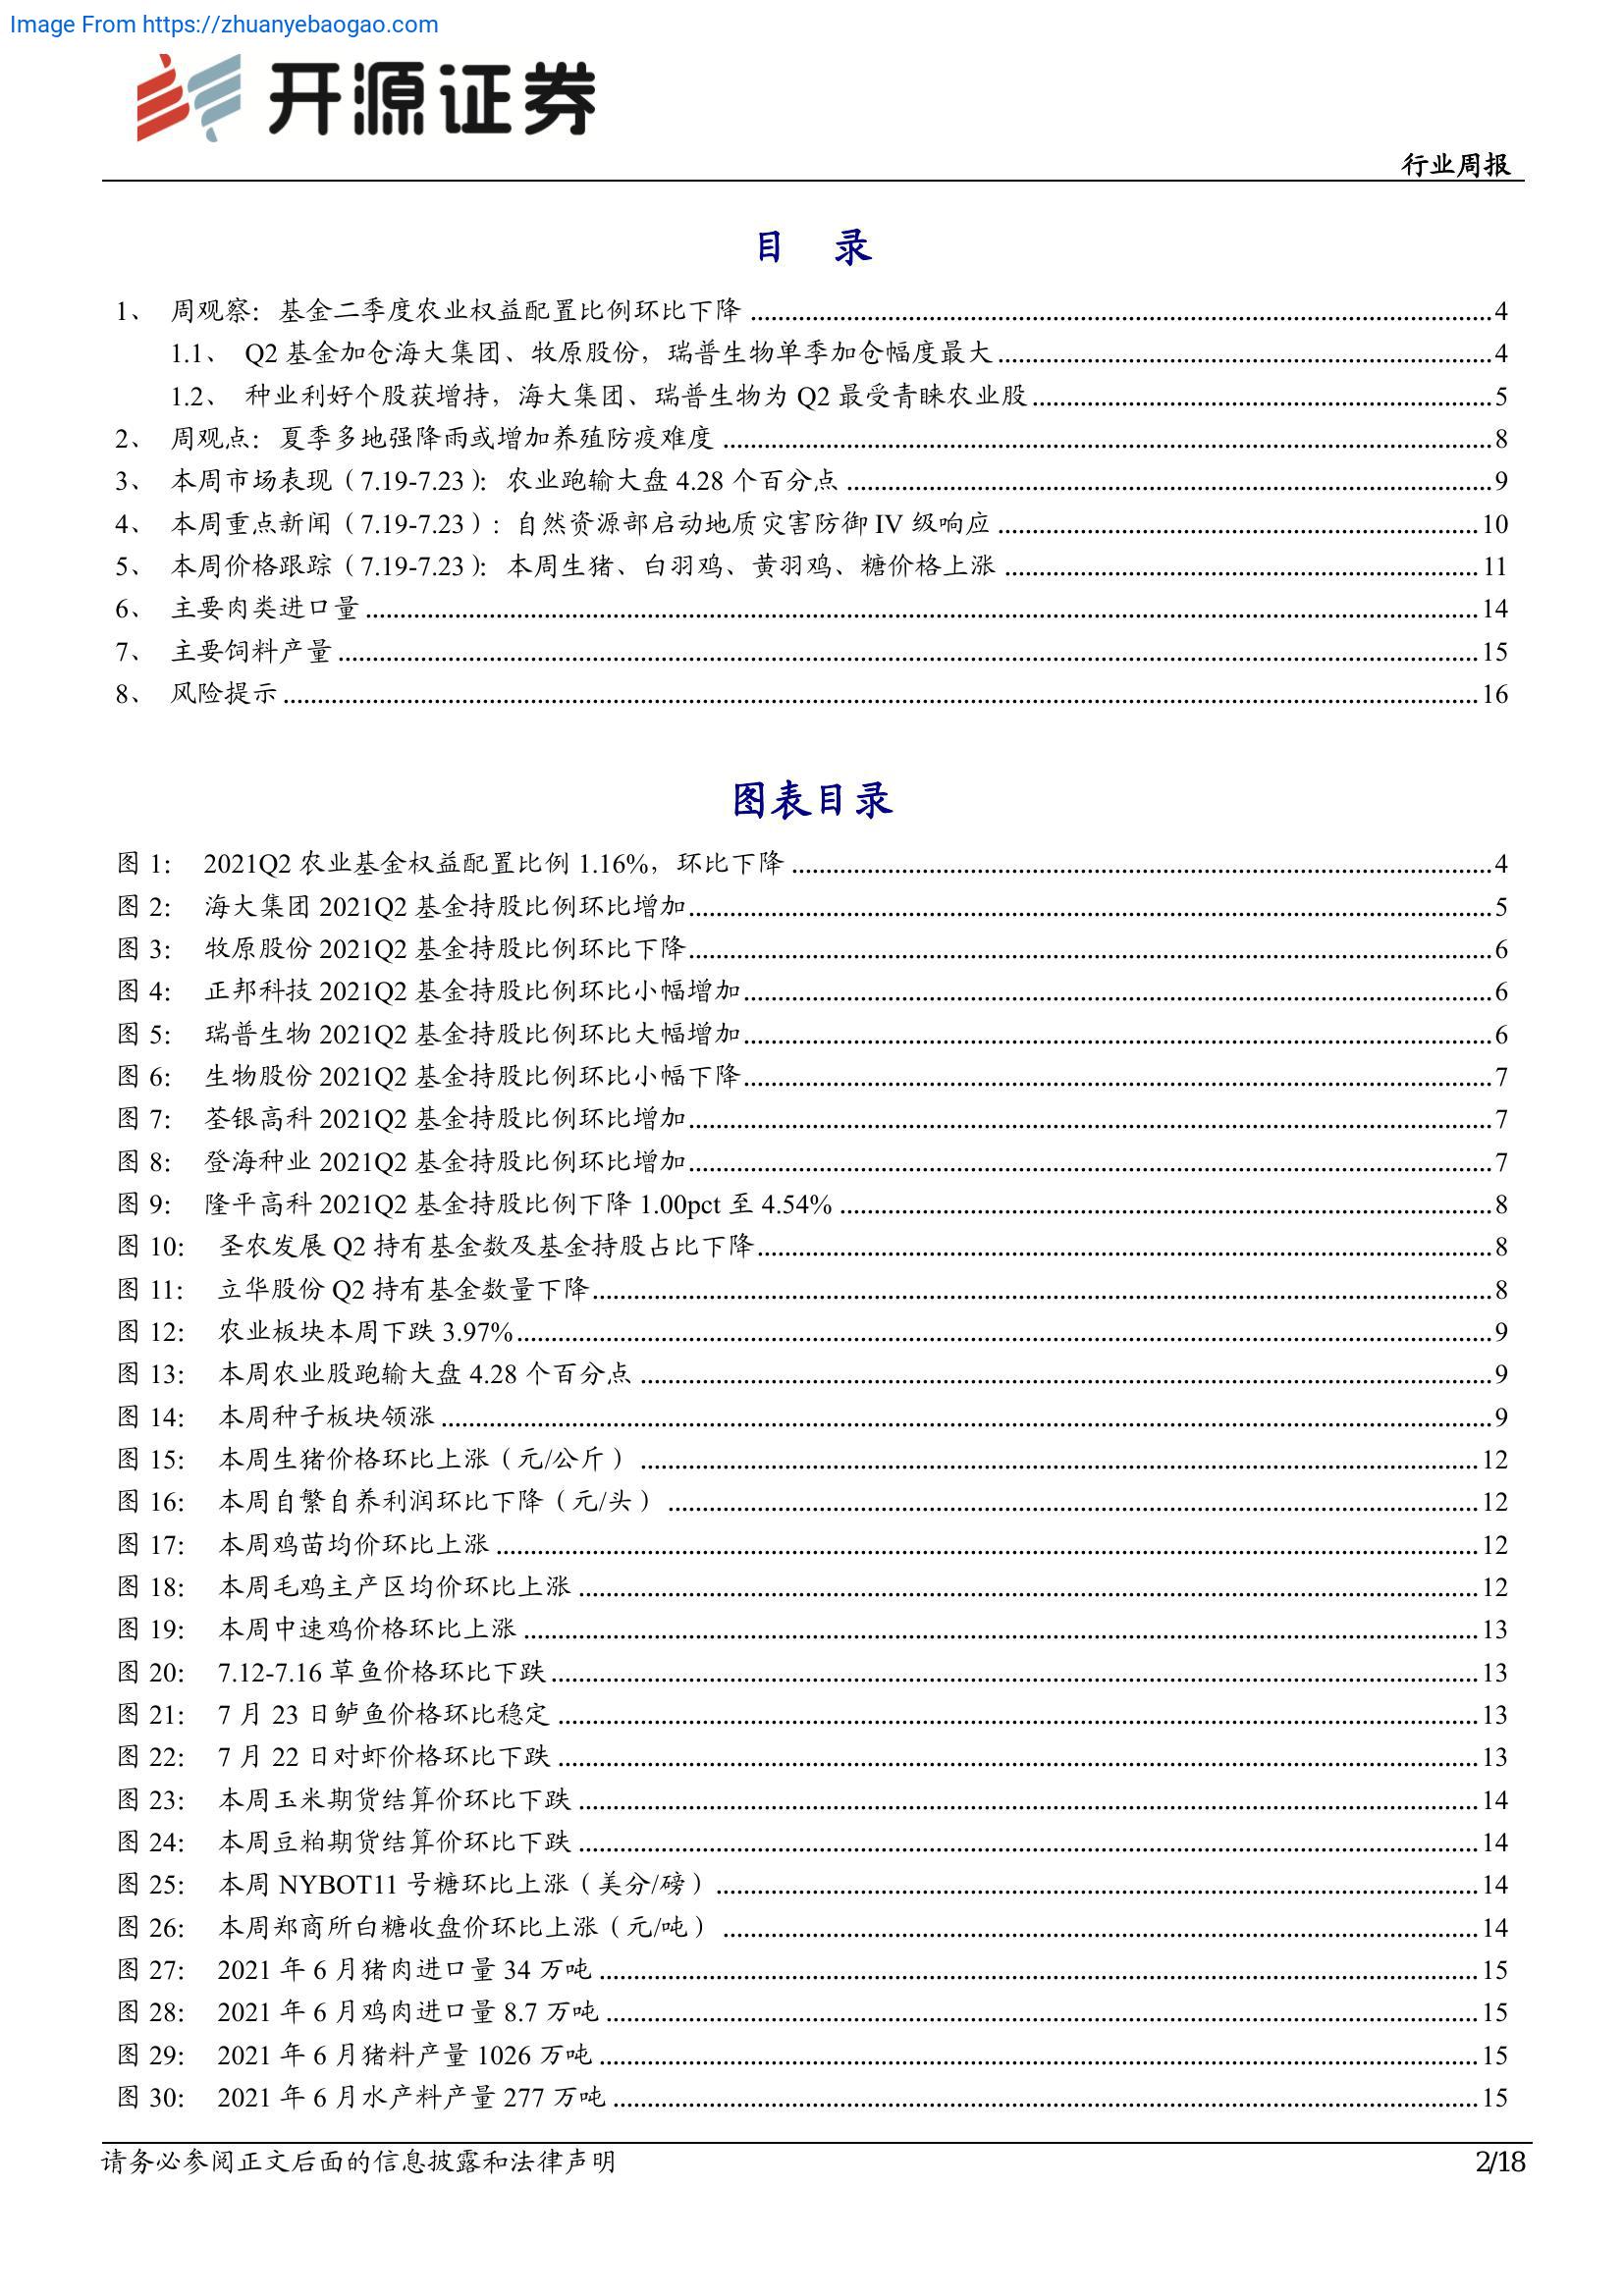 Image From https://zhuanyebaogao.com
开源证券
行业周报
目 录
1、 周观察：基金二季度农业权益配置比例环比下降 ........ 4
1.1、 Q2 基金加仓海大集团、牧原股份，瑞普生物单季加仓幅度最大 ........ 4
1.2、 种业利好个股获增持，海大集团、瑞普生物为 Q2 最受青睐农业股 ........ 5
2、 周观点：夏季多地强降雨或增加养殖防疫难度 ........ 8
3、 本周市场表现（7.19-7.23）：农业跑输大盘 4.28 个百分点 ........ 9
4、 本周重点新闻（7.19-7.23）：自然资源部启动地质灾害防御 IV 级响应 ........ 10
5、 本周价格跟踪（7.19-7.23）：本周生猪、白羽鸡、黄羽鸡、糖价格上涨 ........ 11
6、 主要肉类进口量 ........ 14
7、 主要饲料产量 ........ 15
8、 风险提示 ........ 16
图表目录
图 1： 2021Q2 农业基金权益配置比例 1.16%，环比下降 ........ 4
图 2： 海大集团 2021Q2 基金持股比例环比增加 ........ 5
图 3： 牧原股份 2021Q2 基金持股比例环比下降 ........ 6
图 4： 正邦科技 2021Q2 基金持股比例环比小幅增加 ........ 6
图 5： 瑞普生物 2021Q2 基金持股比例环比大幅增加 ........ 6
图 6： 生物股份 2021Q2 基金持股比例环比小幅下降 ........ 7
图 7： 荃银高科 2021Q2 基金持股比例环比增加 ........ 7
图 8： 登海种业 2021Q2 基金持股比例环比增加 ........ 7
图 9： 隆平高科 2021Q2 基金持股比例下降 1.00pct 至 4.54% ........ 8
图 10： 圣农发展 Q2 持有基金数及基金持股占比下降 ........ 8
图 11： 立华股份 Q2 持有基金数量下降 ........ 8
图 12： 农业板块本周下跌 3.97% ........ 9
图 13： 本周农业股跑输大盘 4.28 个百分点 ........ 9
图 14： 本周种子板块领涨 ........ 9
图 15： 本周生猪价格环比上涨（元/公斤） ........ 12
图 16： 本周自繁自养利润环比下降（元/头） ........ 12
图 17： 本周鸡苗均价环比上涨 ........ 12
图 18： 本周毛鸡主产区均价环比上涨 ........ 12
图 19： 本周中速鸡价格环比上涨 ........ 13
图 20： 7.12-7.16 草鱼价格环比下跌 ........ 13
图 21： 7 月 23 日鲈鱼价格环比稳定 ........ 13
图 22： 7 月 22 日对虾价格环比下跌 ........ 13
图 23： 本周玉米期货结算价环比下跌 ........ 14
图 24： 本周豆粕期货结算价环比下跌 ........ 14
图 25： 本周 NYBOT11 号糖环比上涨（美分/磅） ........ 14
图 26： 本周郑商所白糖收盘价环比上涨（元/吨） ........ 14
图 27： 2021 年 6 月猪肉进口量 34 万吨 ........ 15
图 28： 2021 年 6 月鸡肉进口量 8.7 万吨 ........ 15
图 29： 2021 年 6 月猪料产量 1026 万吨 ........ 15
图 30： 2021 年 6 月水产料产量 277 万吨 ........ 15
请务必参阅正文后面的信息披露和法律声明 2/18